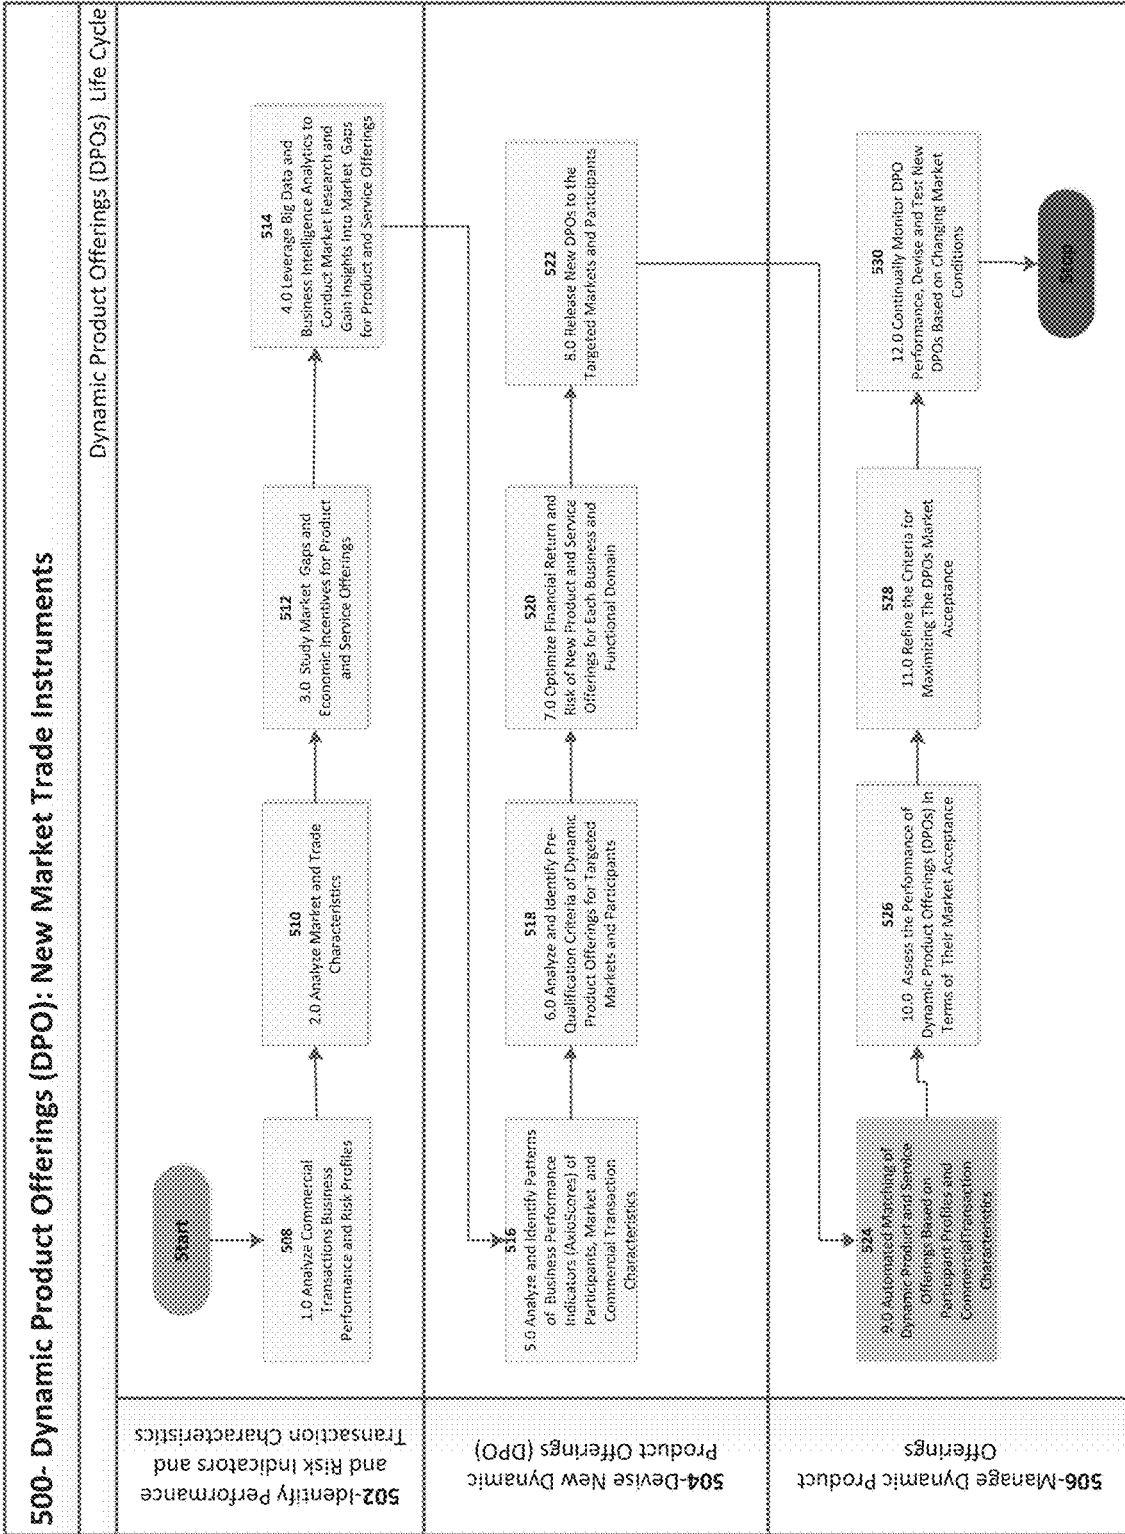 500- Dynamic Product Offerings (DPO): New Market Trade Instruments
Dynamic Product Offerings (DPOs) Life Cycle
502-Identify Performance
and Risk Indicators and
Transaction Characteristics
Start
508
1.0 Analyze Commercial
Transactions Business
Performance and Risk Profiles
510
2.0 Analyze Market and Trade
Characteristics
512
3.0 Study Market Gaps and
Economic Incentives for Product
and Service Offerings
514
4.0 Leverage Big Data and
Business Intelligence Analytics to
Conduct Market Research and
Gain Insights Into Market Gaps
for Product and Service Offerings
504-Devise New Dynamic
Product Offerings (DPO)
516
5.0 Analyze and Identify Patterns
of Business Performance
Indicators (AxioScores) of
Participants, Market and
Commercial Transaction
Characteristics
518
6.0 Analyze and Identify Pre-
Qualification Criteria of Dynamic
Product Offerings for Targeted
Markets and Participants
520
7.0 Optimize Financial Return and
Risk of New Product and Service
Offerings for Each Business and
Functional Domain
522
8.0 Release New DPOs to the
Targeted Markets and Participants
506-Manage Dynamic Product
Offerings
524
9.0 Automated Matching of
Dynamic Product and Service
Offerings Based on
Participant Profiles and
Commercial Transaction
Characteristics
526
10.0 Assess the Performance of
Dynamic Product Offerings (DPOs) In
Terms of Their Market Acceptance
528
11.0 Refine the Criteria for
Maximizing The DPOs Market
Acceptance
530
12.0 Continually Monitor DPO
Performance, Devise and Test New
DPOs Based on Changing Market
Conditions